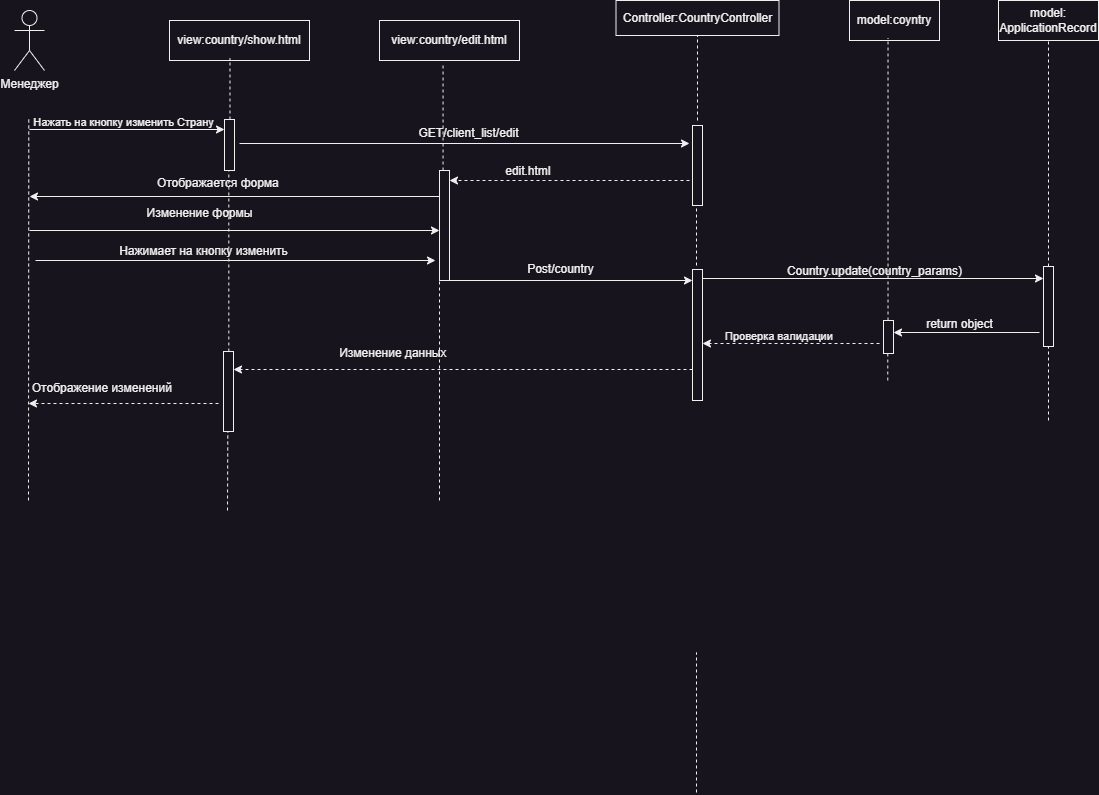 Менеджер
view:country/show.html
view:country/edit.html
Controller:CountryController
model:coyntry
model:
ApplicationRecord
Нажать на кнопку изменить Страну
GET/client_list/edit
edit.html
Отображается форма
Изменение формы
Нажимает на кнопку изменить
Post/country
Country.update(country_params)
return object
Проверка валидации
Изменение данных
Отображение изменений